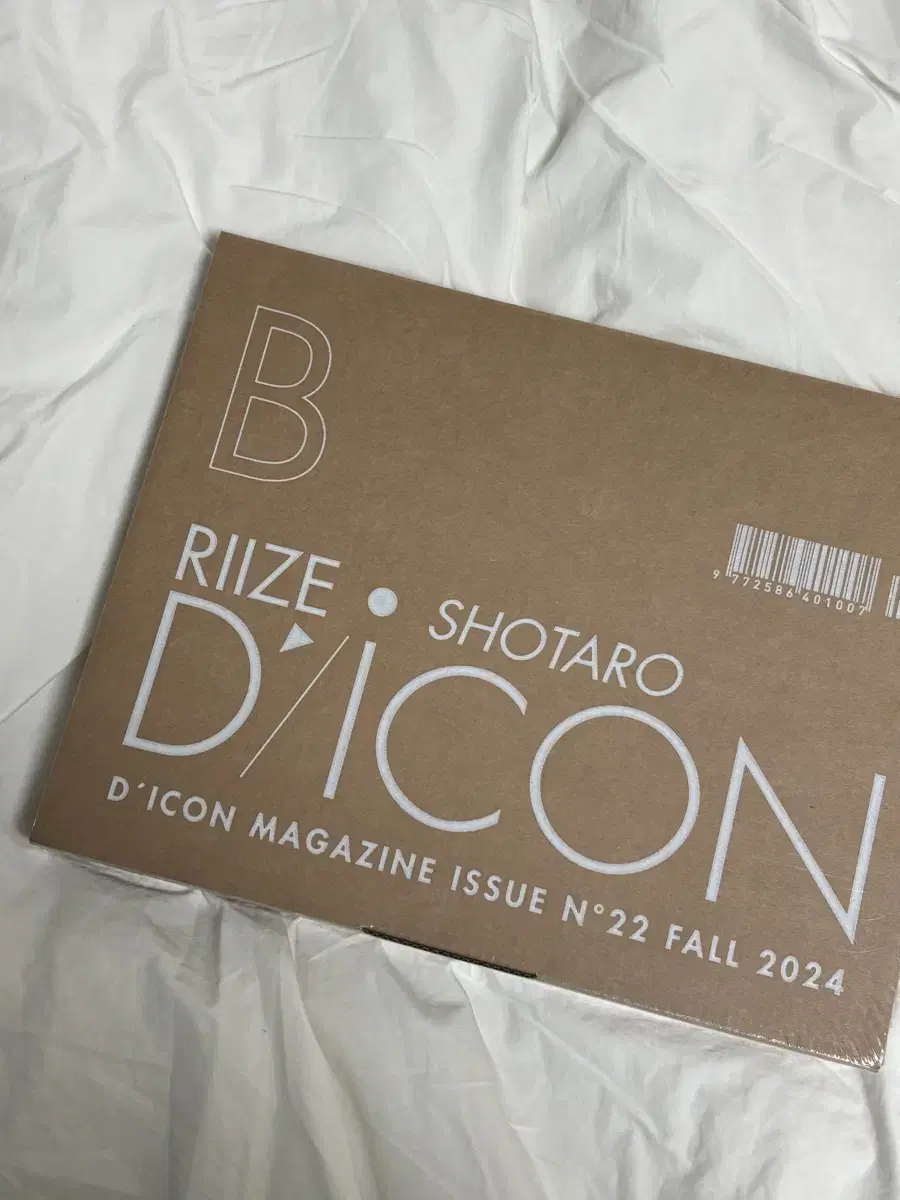 B
RIIZE
SHOTARO
D'/iCON
D´ICON MAGAZINE ISSUE N°22 FALL 2024
9 772586 401007